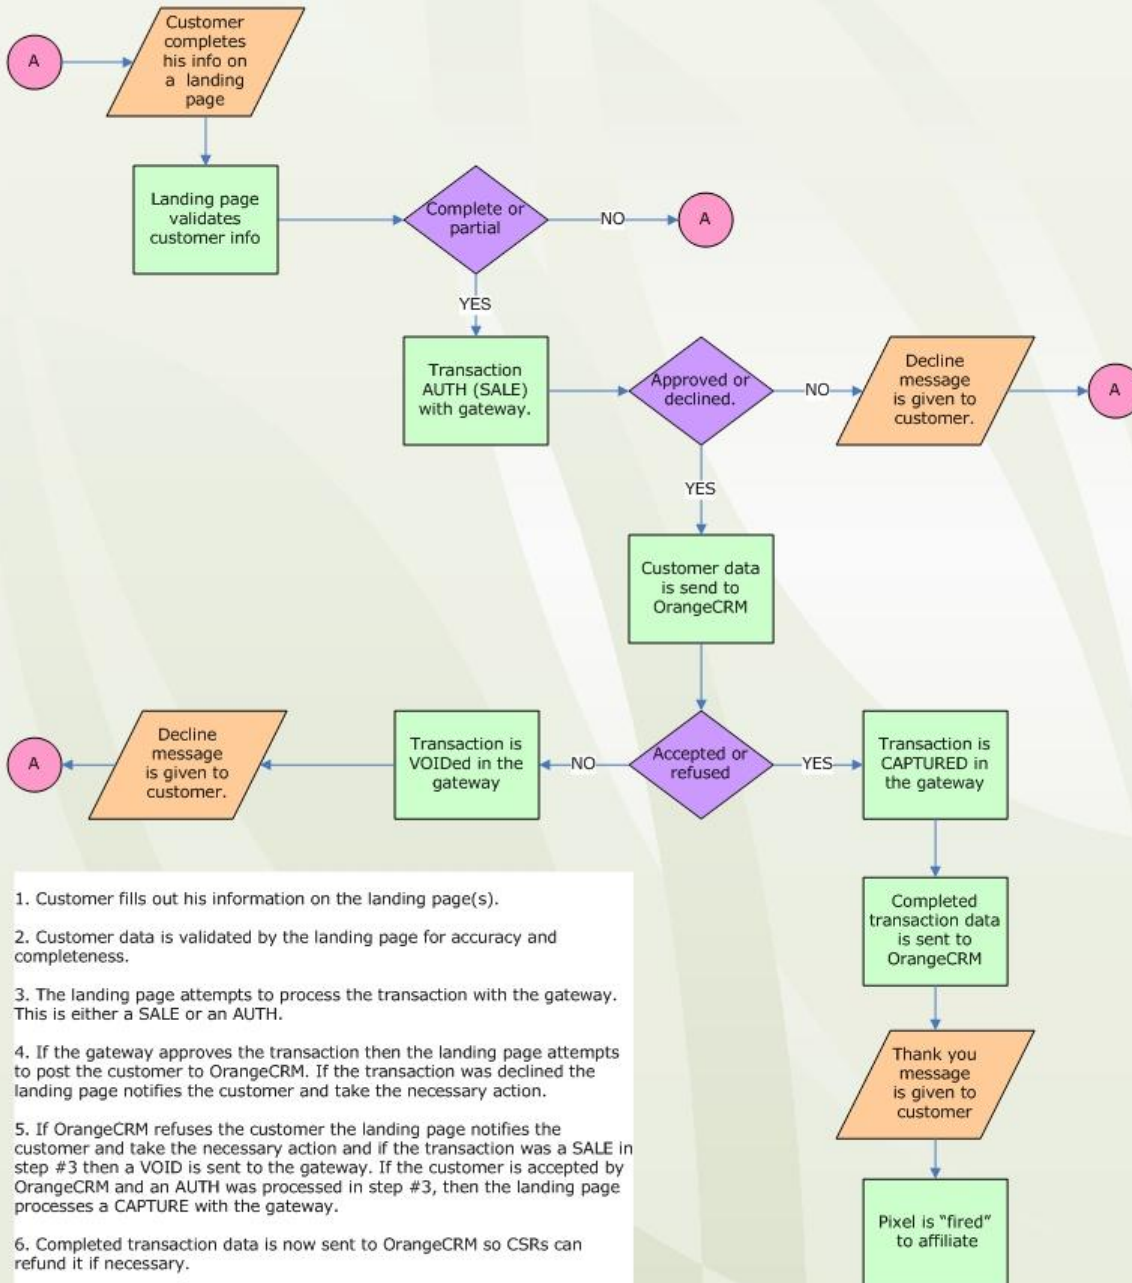 Customer
completes
his info on
a landing
page
A
Landing page
validates
customer info
Complete or
partial
NO
A
YES
Transaction
AUTH (SALE)
with gateway.
Approved or
declined.
NO
Decline
message
is given to
customer.
A
YES
Customer data
is send to
OrangeCRM
A
Decline
message
is given to
customer.
Transaction is
VOIDed in the
gateway
NO
Accepted or
refused
YES
Transaction is
CAPTURED in
the gateway
Completed
transaction data
is sent to
OrangeCRM
Thank you
message
is given to
customer
Pixel is "fired"
to affiliate
1. Customer fills out his information on the landing page(s).
2. Customer data is validated by the landing page for accuracy and
completeness.
3. The landing page attempts to process the transaction with the gateway.
This is either a SALE or an AUTH.
4. If the gateway approves the transaction then the landing page attempts
to post the customer to OrangeCRM. If the transaction was declined the
landing page notifies the customer and take the necessary action.
5. If OrangeCRM refuses the customer the landing page notifies the
customer and take the necessary action and if the transaction was a SALE in
step #3 then a VOID is sent to the gateway. If the customer is accepted by
OrangeCRM and an AUTH was processed in step #3, then the landing page
processes a CAPTURE with the gateway.
6. Completed transaction data is now sent to OrangeCRM so CSRs can
refund it if necessary.